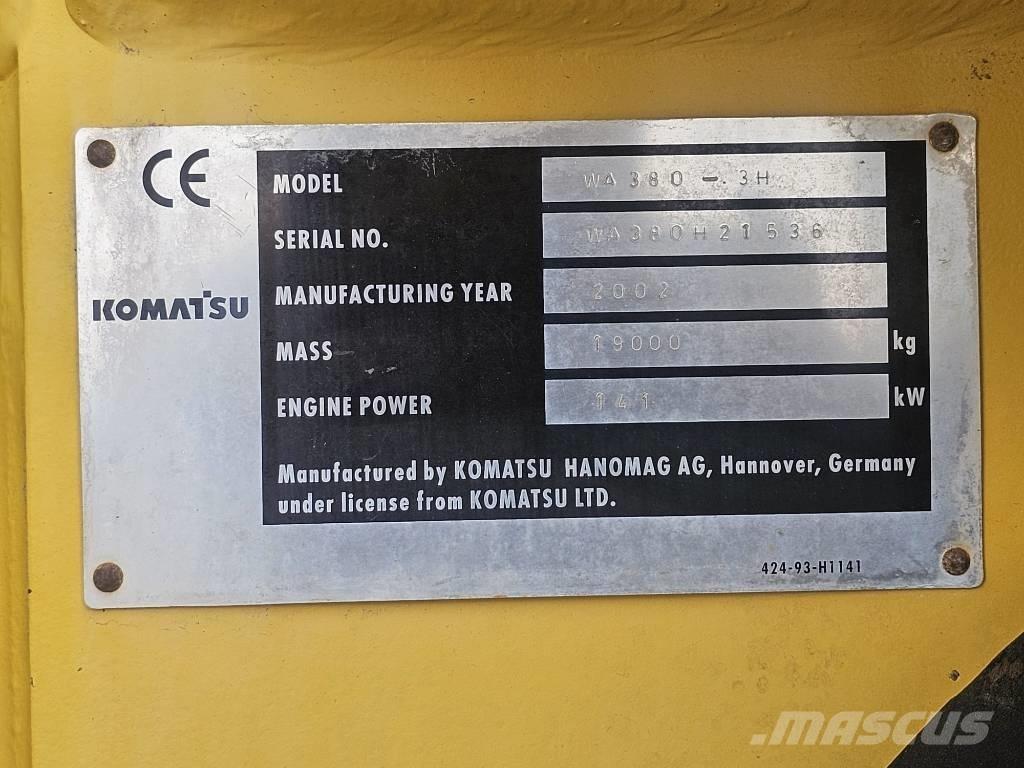 CE
KOMATSU
MODEL WA380-3H
SERIAL NO. WA380H21536
MANUFACTURING YEAR 2002
MASS 19000 kg
ENGINE POWER 141 kW
Manufactured by KOMATSU HANOMAG AG, Hannover, Germany
under license from KOMATSU LTD.
424-93-H1141
.MASCUS